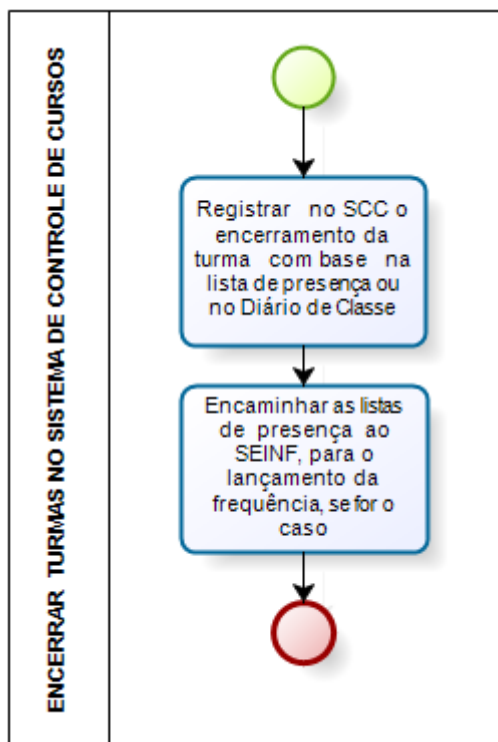 ENCERRAR TURMAS NO SISTEMA DE CONTROLE DE CURSOS
Registrar no SCC o
encerramento da
turma com base na
lista de presença ou
no Diário de Classe
Encaminhar as listas
de presença ao
SEINF, para o
lançamento da
frequência, se for o
caso